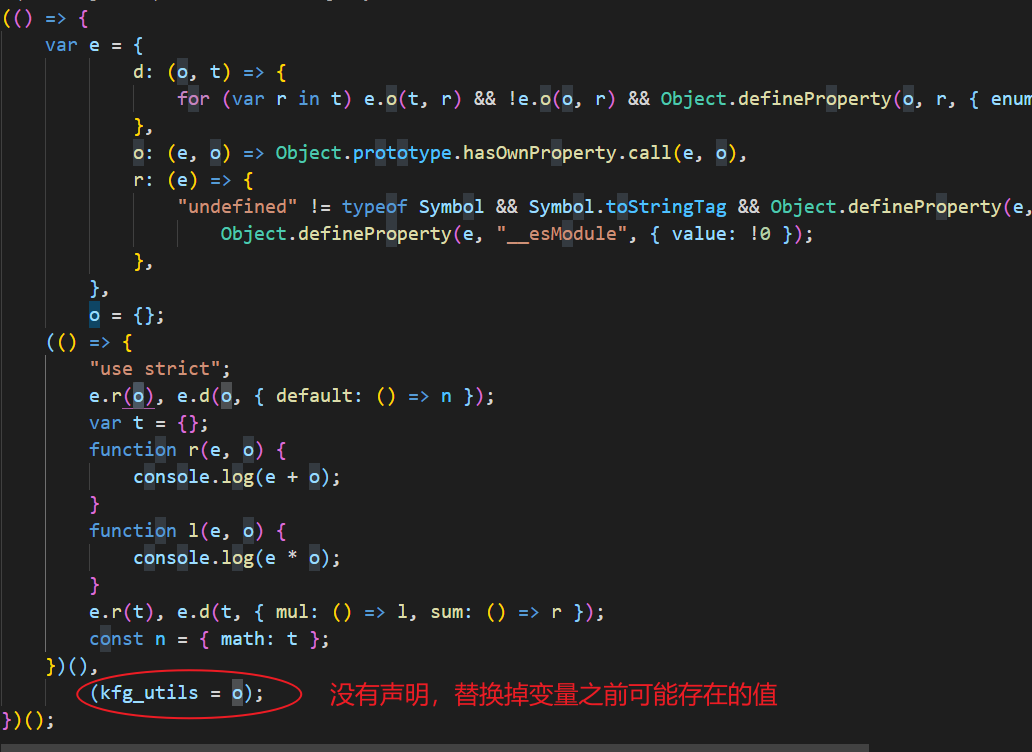 (() => {
    var e = {
            d: (o, t) => {
                for (var r in t) e.o(t, r) && !e.o(o, r) && Object.defineProperty(o, r, { enum
            },
            o: (e, o) => Object.prototype.hasOwnProperty.call(e, o),
            r: (e) => {
                "undefined" != typeof Symbol && Symbol.toStringTag && Object.defineProperty(e,
                    Object.defineProperty(e, "__esModule", { value: !0 });
            },
        },
        o = {};
    (() => {
        "use strict";
        e.r(o), e.d(o, { default: () => n });
        var t = {};
        function r(e, o) {
            console.log(e + o);
        }
        function l(e, o) {
            console.log(e * o);
        }
        e.r(t), e.d(t, { mul: () => l, sum: () => r });
        const n = { math: t };
    })(),
        (kfg_utils = o); 没有声明，替换掉变量之前可能存在的值
})();